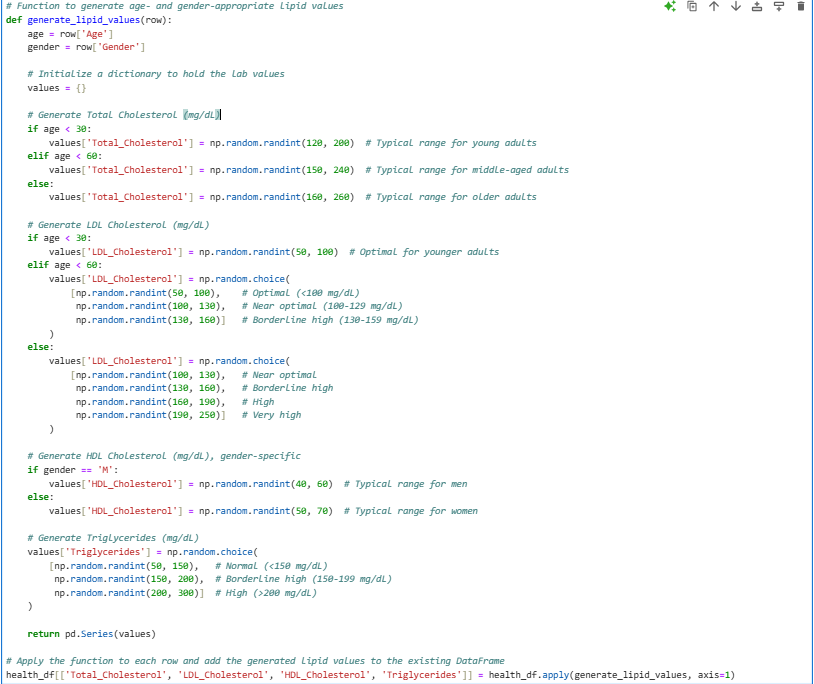 # Function to generate age- and gender-appropriate lipid values
def generate_lipid_values(row):
    age = row['Age']
    gender = row['Gender']

    # Initialize a dictionary to hold the lab values
    values = {}

    # Generate Total Cholesterol (mg/dL)
    if age < 30:
        values['Total_Cholesterol'] = np.random.randint(120, 200)  # Typical range for young adults
    elif age < 60:
        values['Total_Cholesterol'] = np.random.randint(150, 240)  # Typical range for middle-aged adults
    else:
        values['Total_Cholesterol'] = np.random.randint(160, 260)  # Typical range for older adults

    # Generate LDL Cholesterol (mg/dL)
    if age < 30:
        values['LDL_Cholesterol'] = np.random.randint(50, 100)  # Optimal for younger adults
    elif age < 60:
        values['LDL_Cholesterol'] = np.random.choice(
            [np.random.randint(50, 100),    # Optimal (<100 mg/dL)
             np.random.randint(100, 130),   # Near optimal (100-129 mg/dL)
             np.random.randint(130, 160)]   # Borderline high (130-159 mg/dL)
        )
    else:
        values['LDL_Cholesterol'] = np.random.choice(
            [np.random.randint(100, 130),   # Near optimal
             np.random.randint(130, 160),   # Borderline high
             np.random.randint(160, 190),   # High
             np.random.randint(190, 250)]   # Very high
        )

    # Generate HDL Cholesterol (mg/dL), gender-specific
    if gender == 'M':
        values['HDL_Cholesterol'] = np.random.randint(40, 60)  # Typical range for men
    else:
        values['HDL_Cholesterol'] = np.random.randint(50, 70)  # Typical range for women

    # Generate Triglycerides (mg/dL)
    values['Triglycerides'] = np.random.choice(
        [np.random.randint(50, 150),   # Normal (<150 mg/dL)
         np.random.randint(150, 200),  # Borderline high (150-199 mg/dL)
         np.random.randint(200, 300)]  # High (>200 mg/dL)
    )

    return pd.Series(values)

# Apply the function to each row and add the generated lipid values to the existing DataFrame
health_df[['Total_Cholesterol', 'LDL_Cholesterol', 'HDL_Cholesterol', 'Triglycerides']] = health_df.apply(generate_lipid_values, axis=1)